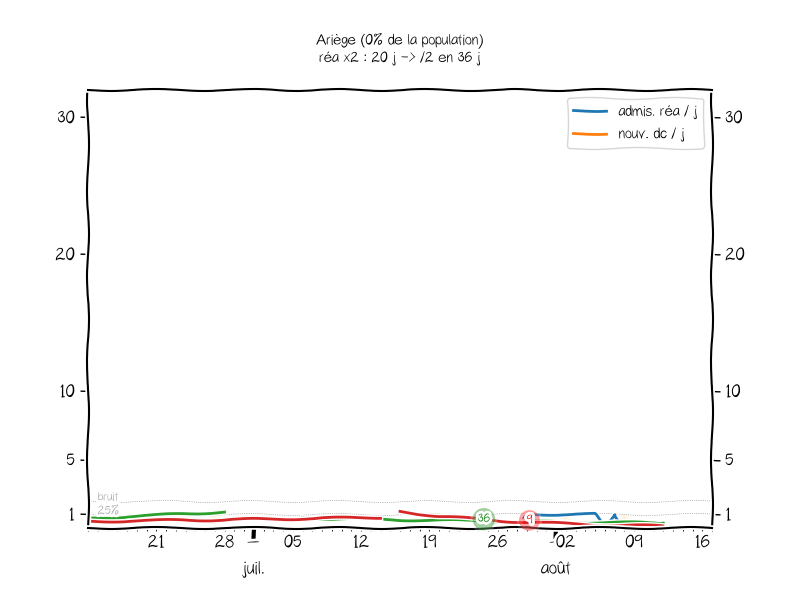 Ariège (0% de la population)
réa x2 : 20 j -> /2 en 36 j
admis. réa / j
nouv. dc / j
30 30
20 20
10 10
5 5
bruit
25%
1 36 9 1
21 28 05 12 19 26 02 09 16
juil. août